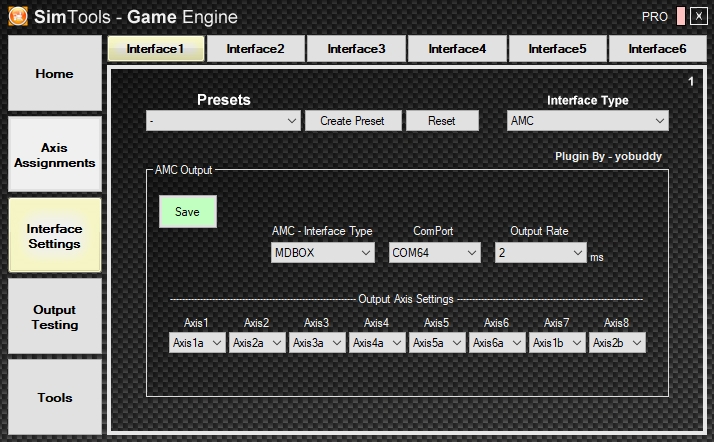 SimTools - Game Engine
PRO
X
Home
Axis
Assignments
Interface
Settings
Output
Testing
Tools
Interface1 Interface2 Interface3 Interface4 Interface5 Interface6
1
Presets
Interface Type
-
Create Preset
Reset
AMC
Plugin By - yobuddy
AMC Output
Save
AMC - Interface Type ComPort Output Rate
MDBOX COM64 2 ms
Output Axis Settings
Axis1 Axis2 Axis3 Axis4 Axis5 Axis6 Axis7 Axis8
Axis1a Axis2a Axis3a Axis4a Axis5a Axis6a Axis1b Axis2b